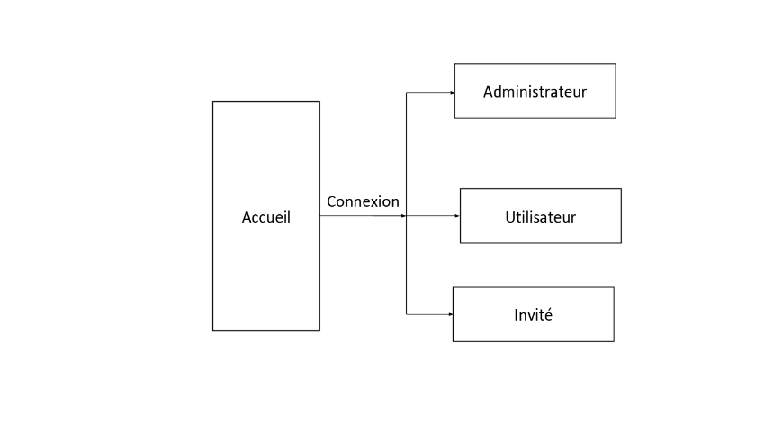 Administrateur
Connexion
Accueil
Utilisateur
Invité